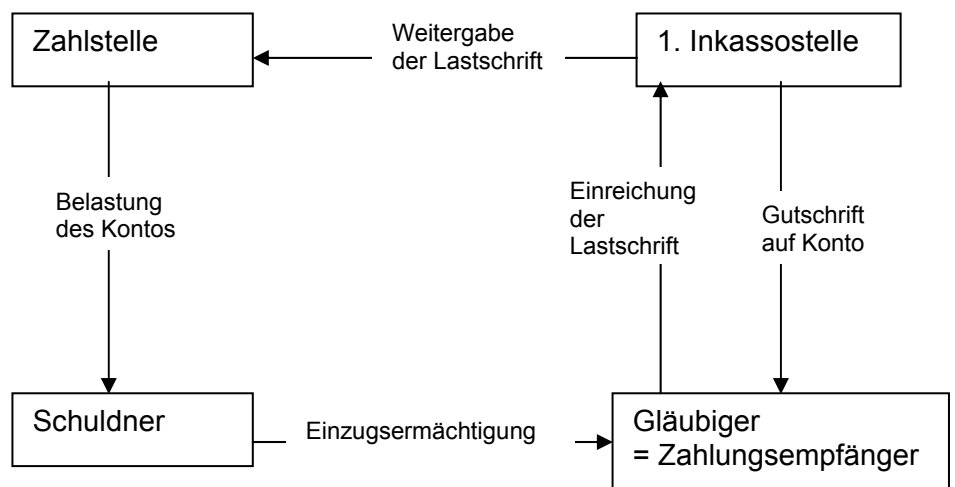 Zahlstelle
Weitergabe
der Lastschrift
1. Inkassostelle
Belastung
des Kontos
Einreichung
der
Lastschrift
Gutschrift
auf Konto
Schuldner
Einzugsermächtigung
Gläubiger
= Zahlungsempfänger